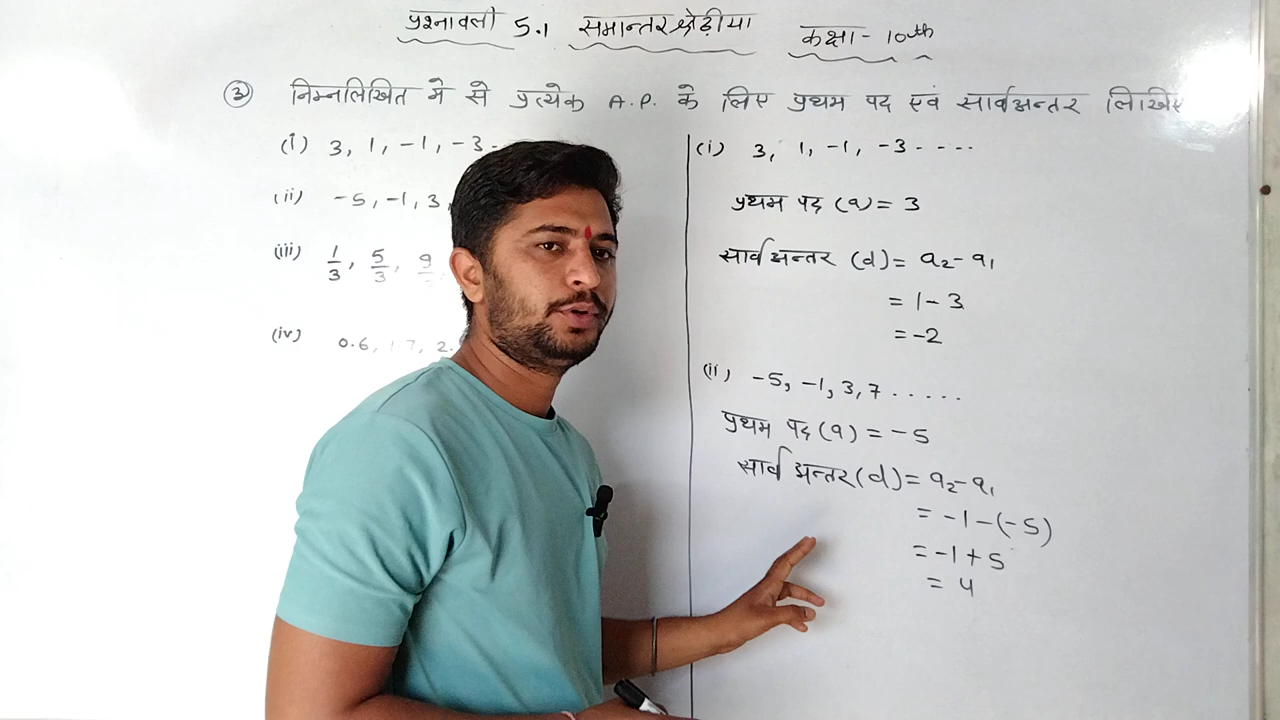 प्रश्नावली 5.1 समान्तर श्रेढ़ीया कक्षा - 10th
③ निम्नलिखित मे से प्रत्येक A.P. के लिए प्रथम पद एवं सार्वअन्तर लिखिए
(i) 3, 1, -1, -3
(ii) -5, -1, 3,
(iii) 1/3, 5/3, 9
(iv) 0.6, 1.7, 2.
(i) 3, 1, -1, -3 - - - -
प्रथम पद (a) = 3
सार्व अन्तर (d) = a₂ - a₁
= 1 - 3
= -2
(ii) -5, -1, 3, 7 . . . . .
प्रथम पद (a) = -5
सार्व अन्तर (d) = a₂ - a₁
= -1 - (-5)
= -1 + 5
= 4